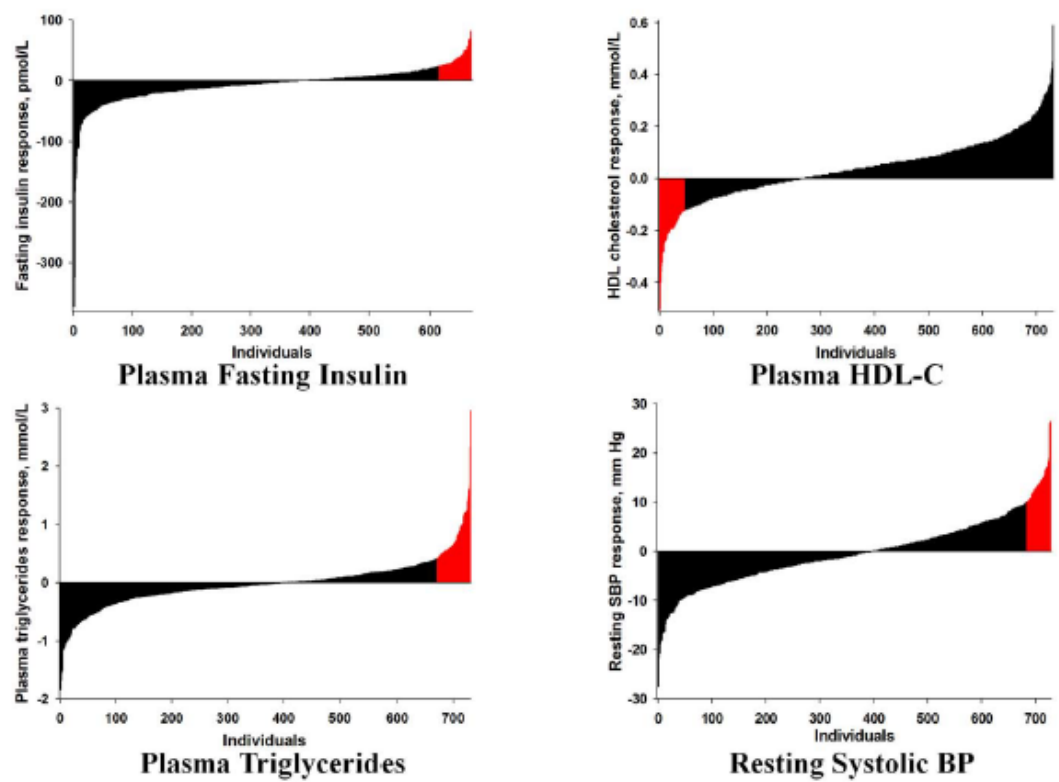 Fasting insulin response, pmol/L
100
0
-100
-200
-300
0 100 200 300 400 500 600
Individuals
Plasma Fasting Insulin
HDL cholesterol response, mmol/L
0.6
0.4
0.2
0.0
-0.2
-0.4
0 100 200 300 400 500 600 700
Individuals
Plasma HDL-C
Plasma triglycerides response, mmol/L
3
2
1
0
-1
-2
0 100 200 300 400 500 600 700
Individuals
Plasma Triglycerides
Resting SBP response, mm Hg
30
20
10
0
-10
-20
-30
0 100 200 300 400 500 600 700
Individuals
Resting Systolic BP